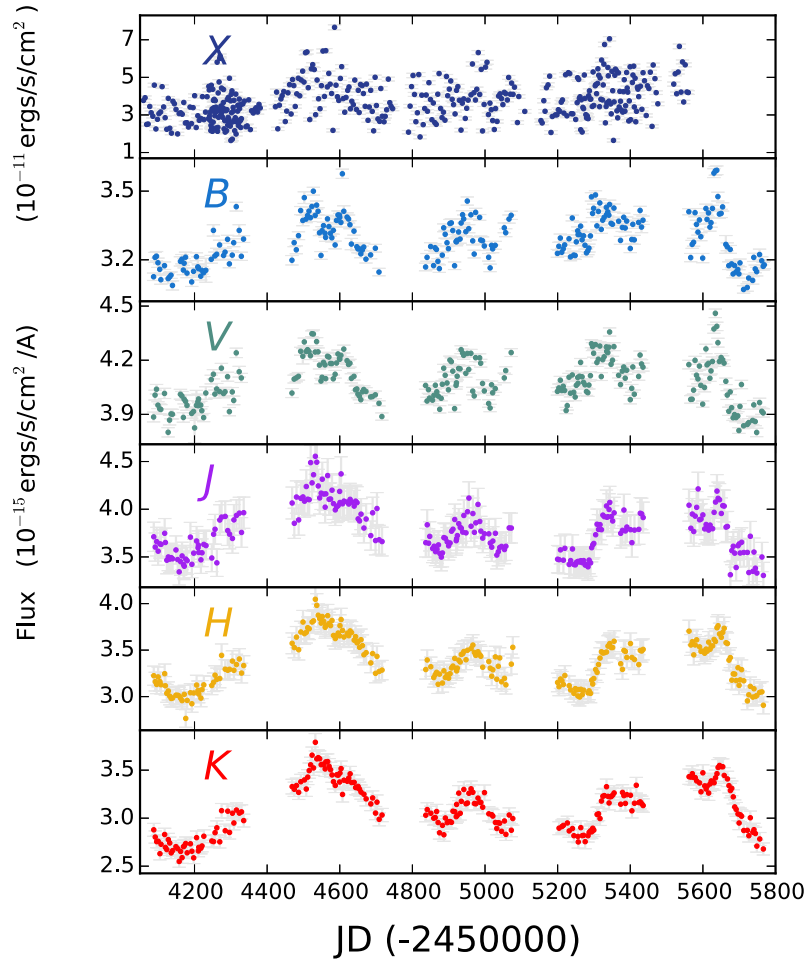 X
7
5
3
1
(10⁻¹¹ ergs/s/cm²)
B
3.5
3.2
V
4.5
4.2
3.9
Flux (10⁻¹⁵ ergs/s/cm² /A)
J
4.5
4.0
3.5
H
4.0
3.5
3.0
K
3.5
3.0
2.5
4200 4400 4600 4800 5000 5200 5400 5600 5800
JD (-2450000)